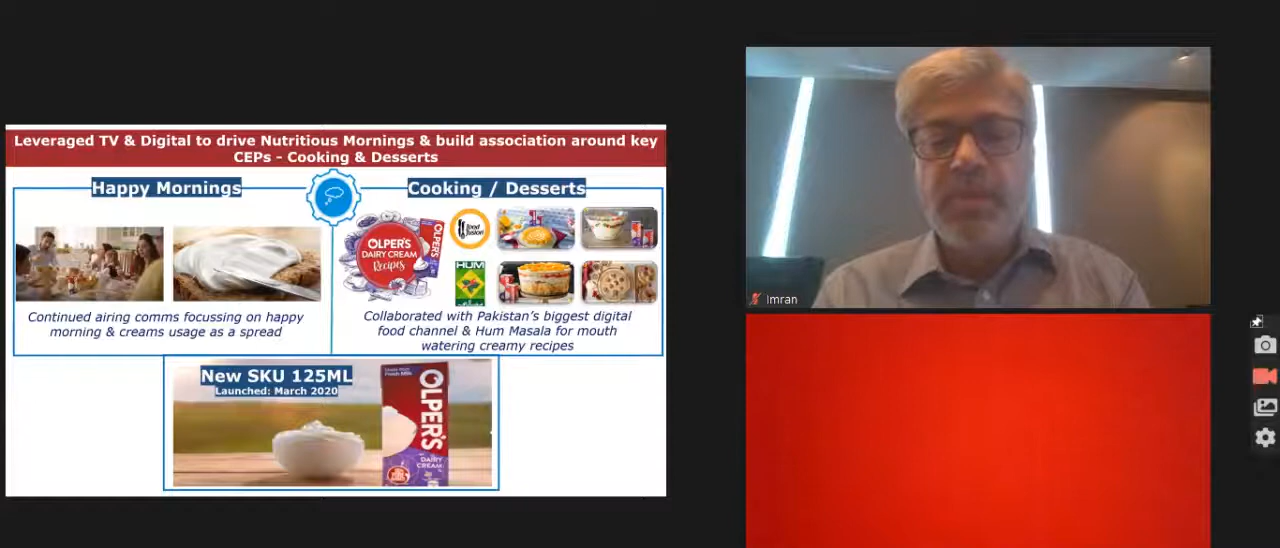 Leveraged TV & Digital to drive Nutritious Mornings & build association around key
CEPs - Cooking & Desserts
Happy Mornings
Cooking / Desserts
OLPER'S
DAIRY CREAM
Recipes
OLPER'S
food
fusion
HUM
Continued airing comms focussing on happy
morning & creams usage as a spread
Collaborated with Pakistan's biggest digital
food channel & Hum Masala for mouth
watering creamy recipes
New SKU 125ML
Launched: March 2020
OLPER'S
DAIRY
CREAM
Imran